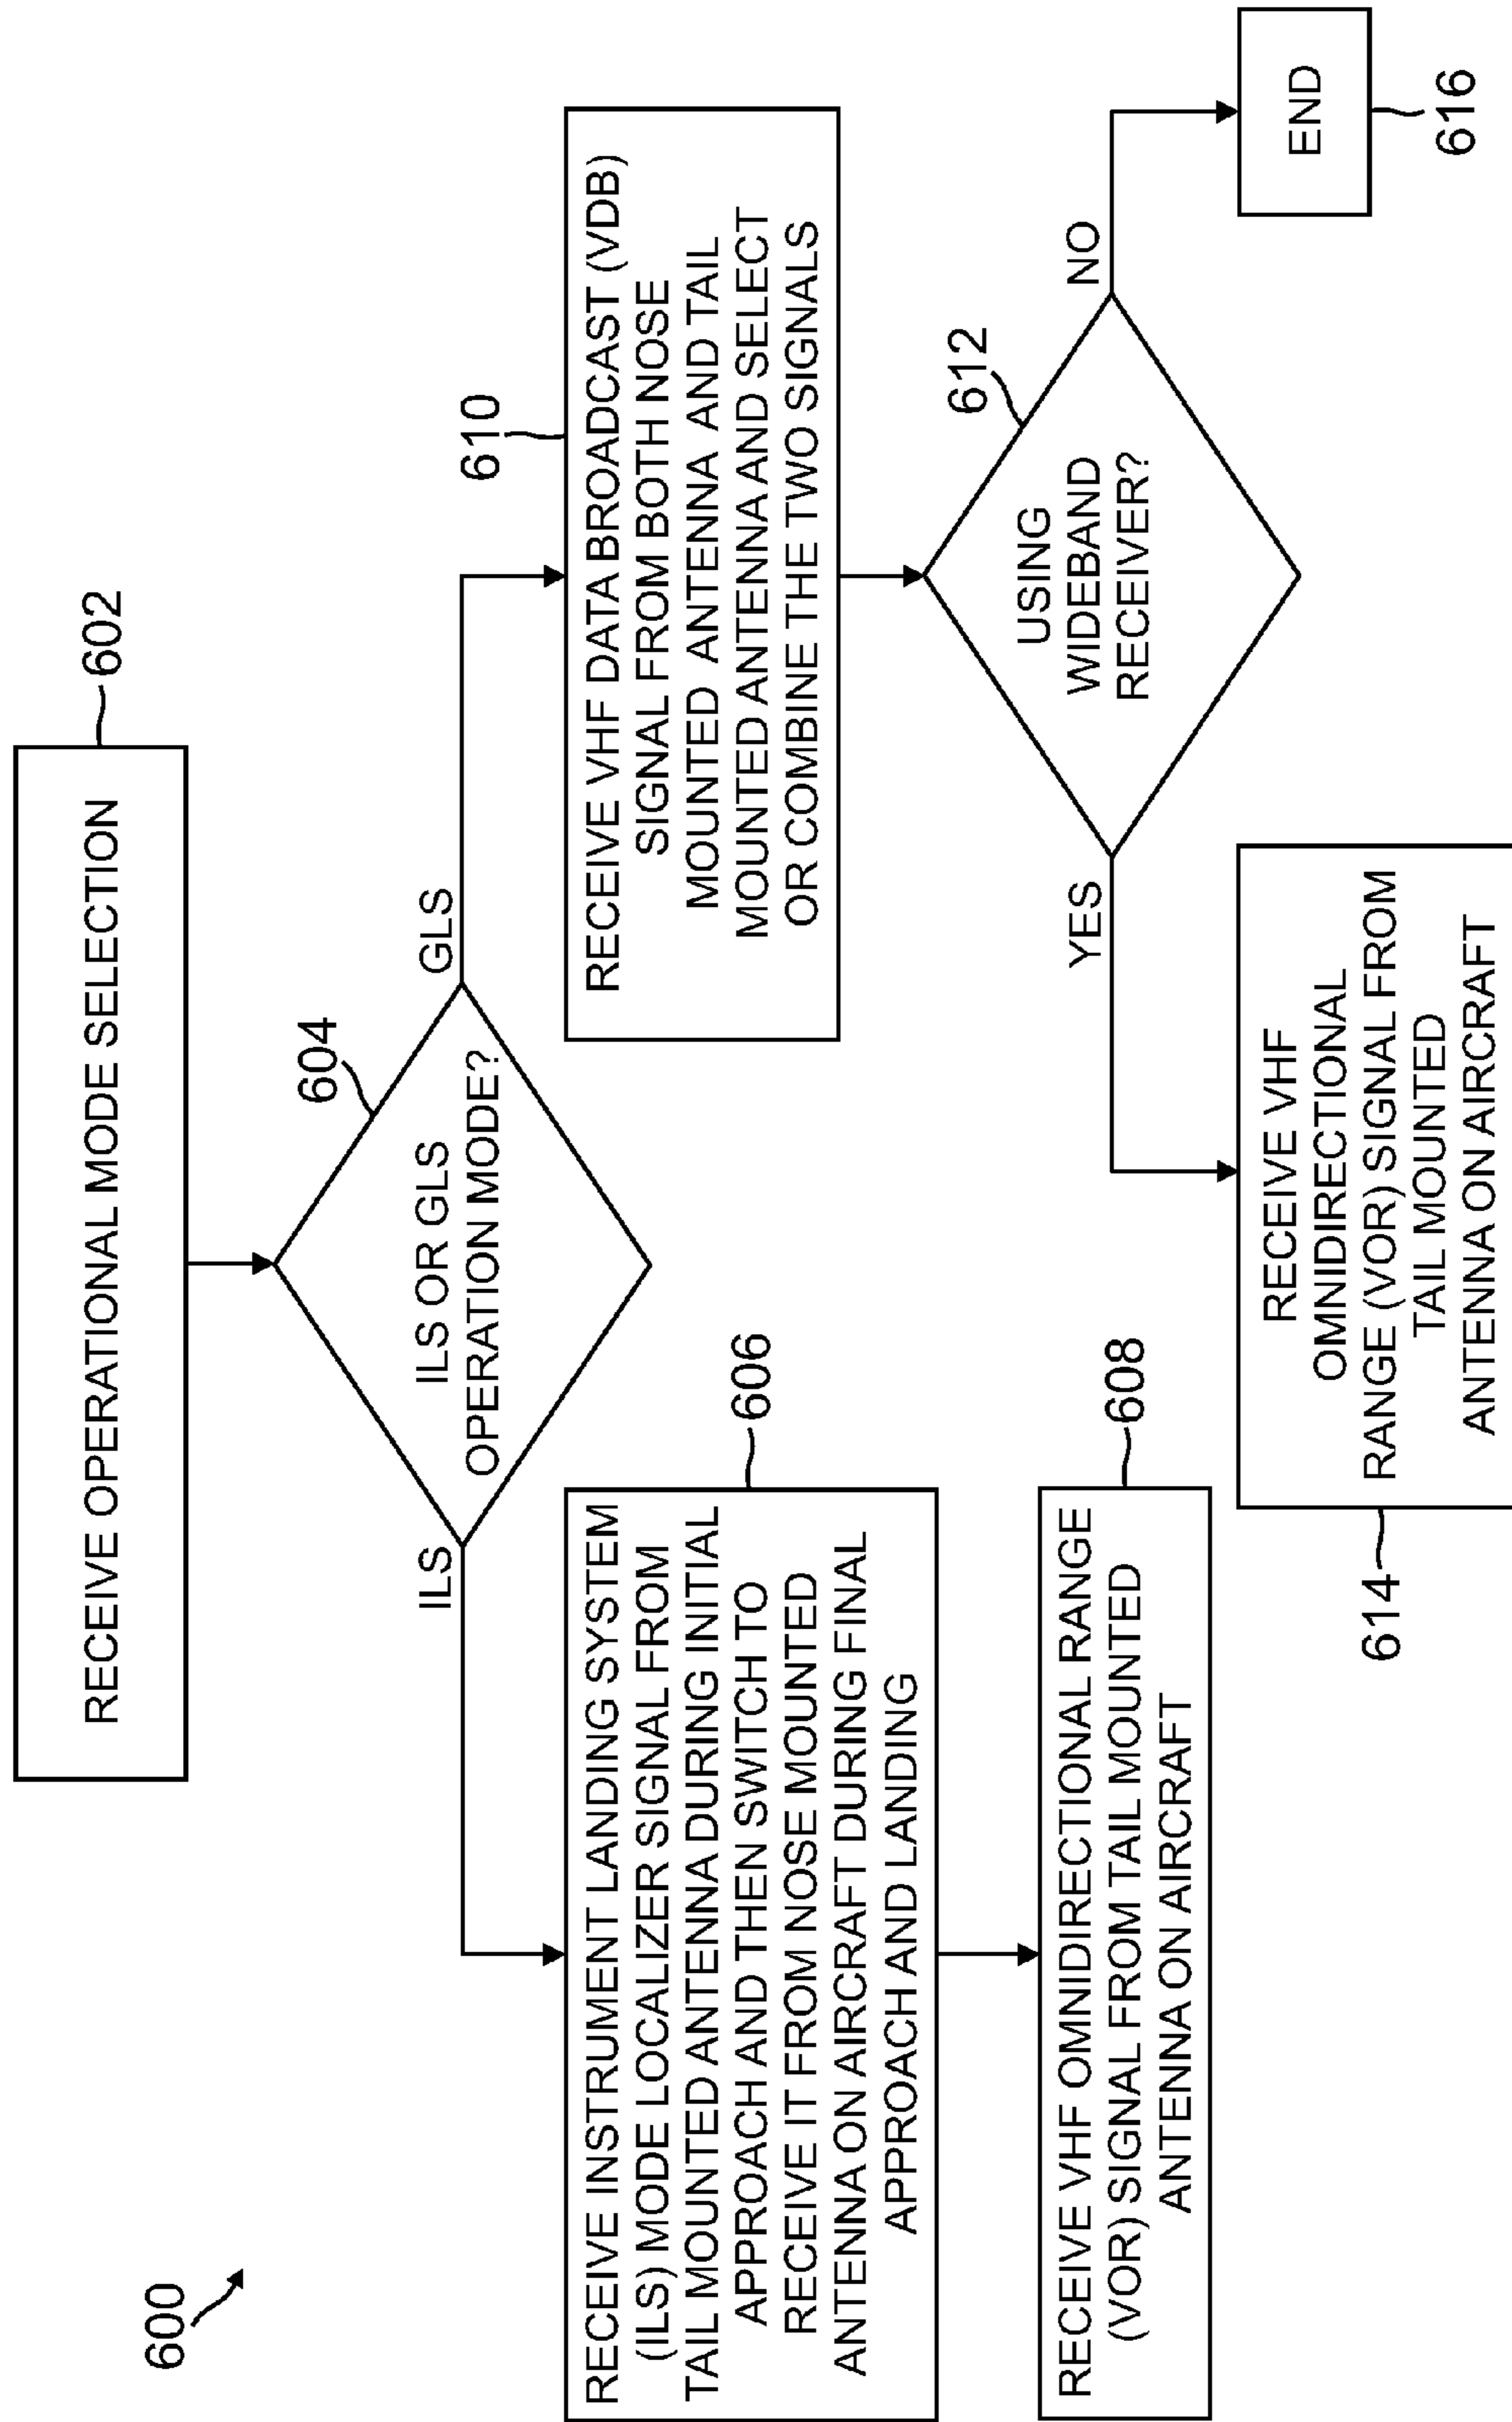 600
602
RECEIVE OPERATIONAL MODE SELECTION
604
ILS OR GLS
OPERATION MODE?
ILS
GLS
RECEIVE INSTRUMENT LANDING SYSTEM
(ILS) MODE LOCALIZER SIGNAL FROM
TAIL MOUNTED ANTENNA DURING INITIAL
APPROACH AND THEN SWITCH TO
RECEIVE IT FROM NOSE MOUNTED
ANTENNA ON AIRCRAFT DURING FINAL
APPROACH AND LANDING
606
RECEIVE VHF OMNIDIRECTIONAL RANGE
(VOR) SIGNAL FROM TAIL MOUNTED
ANTENNA ON AIRCRAFT
608
610
RECEIVE VHF DATA BROADCAST (VDB)
SIGNAL FROM BOTH NOSE
MOUNTED ANTENNA AND TAIL
MOUNTED ANTENNA AND SELECT
OR COMBINE THE TWO SIGNALS
612
USING
WIDEBAND
RECEIVER?
YES
NO
RECEIVE VHF
OMNIDIRECTIONAL
RANGE (VOR) SIGNAL FROM
TAIL MOUNTED
ANTENNA ON AIRCRAFT
614
END
616